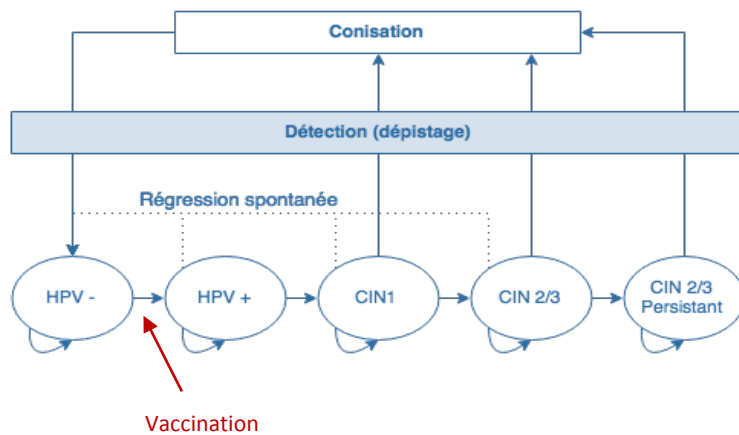 Conisation
Détection (dépistage)
Régression spontanée
HPV -
HPV +
CIN1
CIN 2/3
CIN 2/3
Persistant
Vaccination